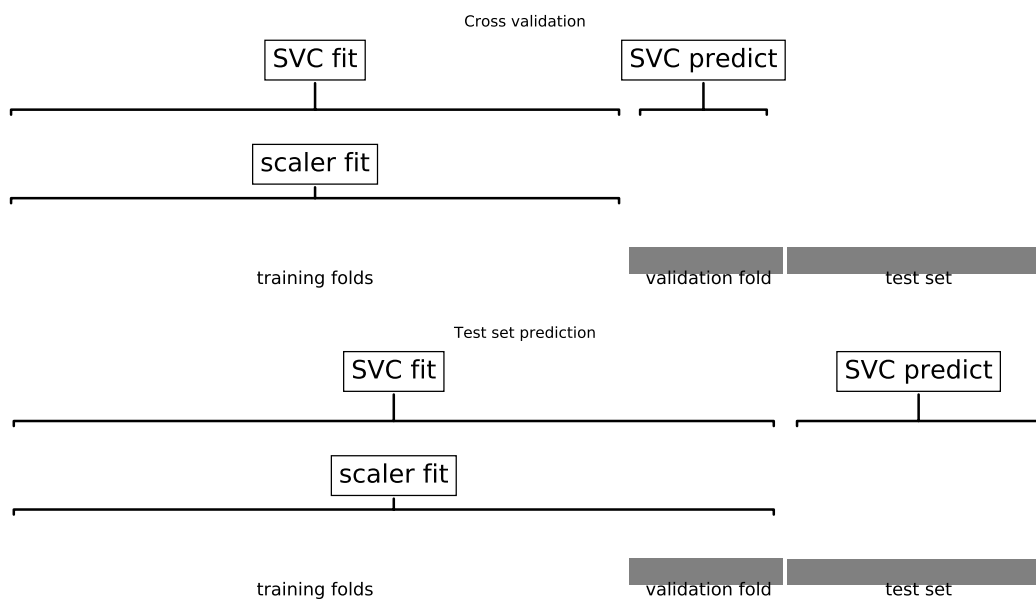 Cross validation
SVC fit SVC predict
scaler fit
training folds validation fold test set
Test set prediction
SVC fit SVC predict
scaler fit
training folds validation fold test set